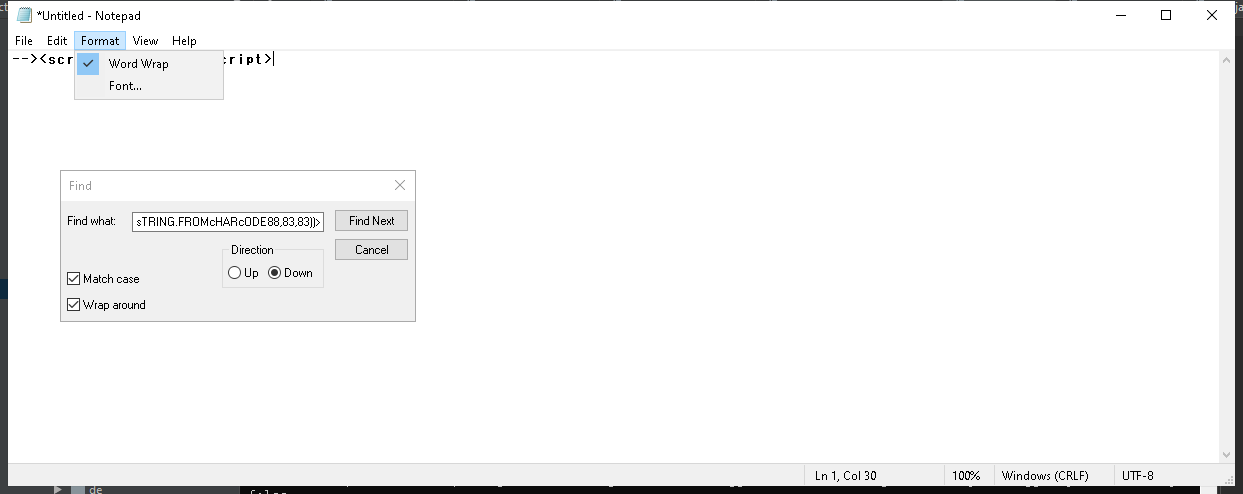 *Untitled - Notepad
File Edit Format View Help
--><scr cript>
Word Wrap
Font...
Find
Find what: sTRING.FROMcHARcODE88,83,83))> Find Next
Direction Cancel
Up Down
Match case
Wrap around
Ln 1, Col 30 100% Windows (CRLF) UTF-8
de